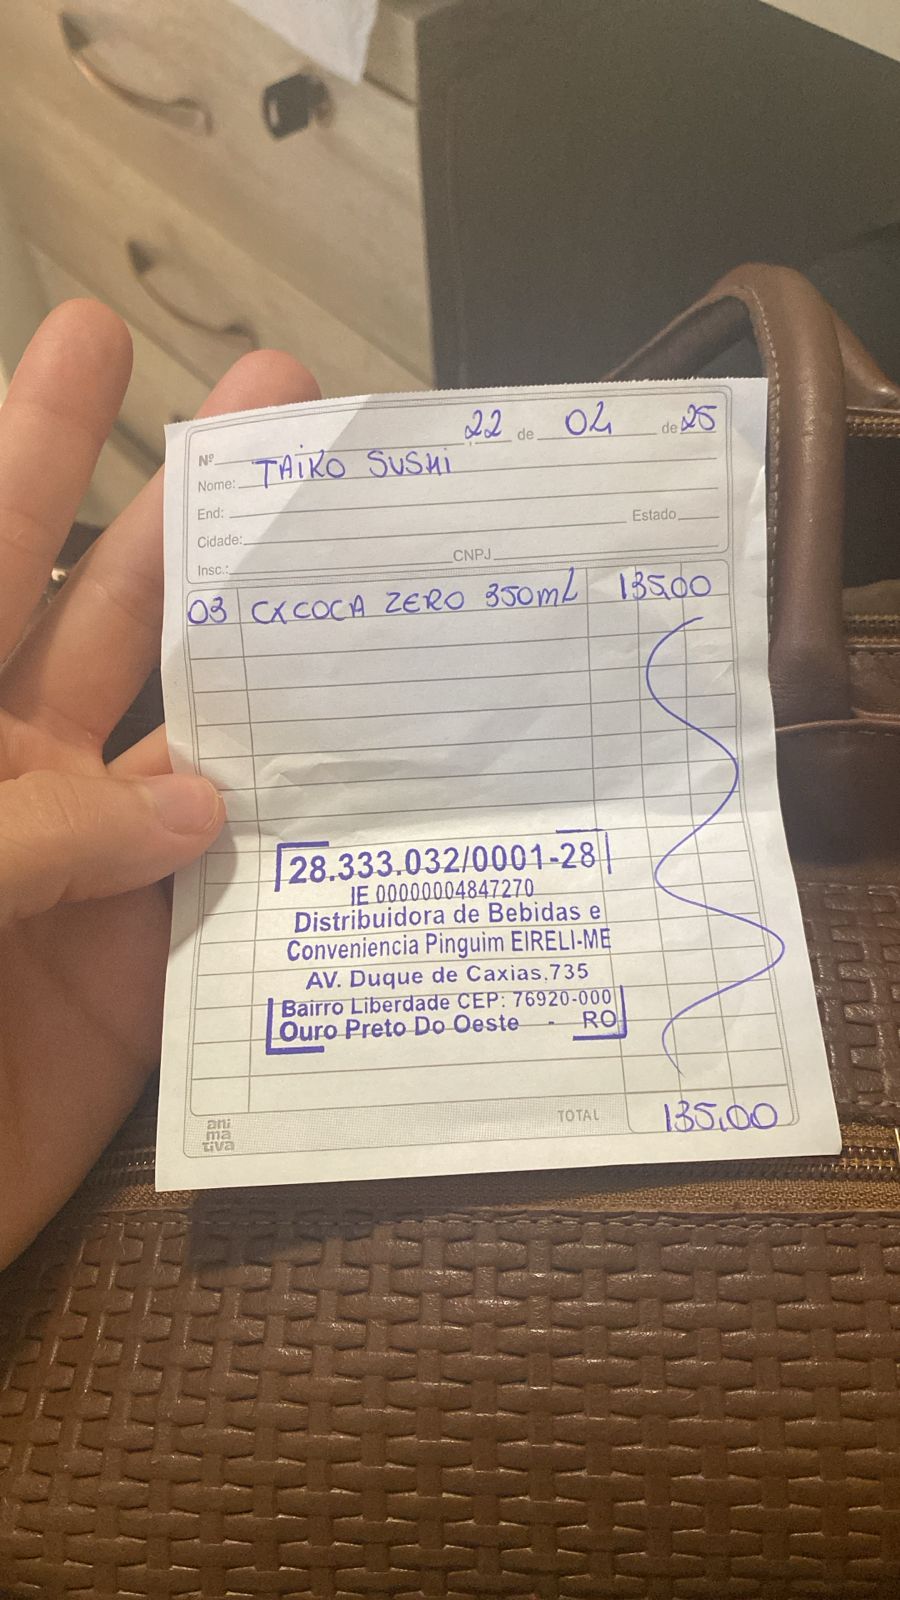 Nº 22 de 04 de 25
Nome: TAIKO SUSHI
End:
Cidade: Estado
Insc.: CNPJ
03 CX COCA ZERO 350mL 135,00
28.333.032/0001-28
IE 00000004847270
Distribuidora de Bebidas e
Conveniencia Pinguim EIRELI-ME
AV. Duque de Caxias,735
Bairro Liberdade CEP: 76920-000
Ouro Preto Do Oeste - RO
ani
ma
tiva
TOTAL 135,00